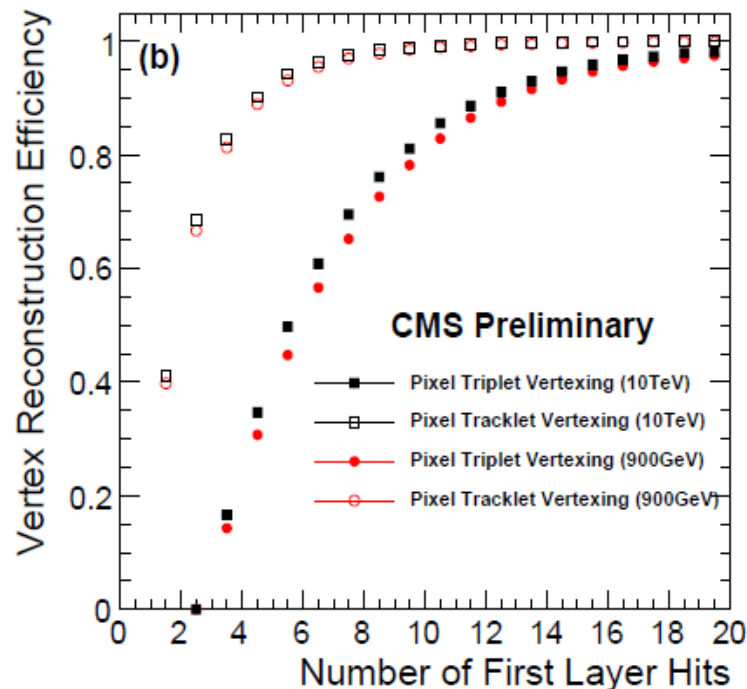 (b)
Vertex Reconstruction Efficiency
1
0.8
0.6
0.4
0.2
0
CMS Preliminary
Pixel Triplet Vertexing (10TeV)
Pixel Tracklet Vertexing (10TeV)
Pixel Triplet Vertexing (900GeV)
Pixel Tracklet Vertexing (900GeV)
0 2 4 6 8 10 12 14 16 18 20
Number of First Layer Hits